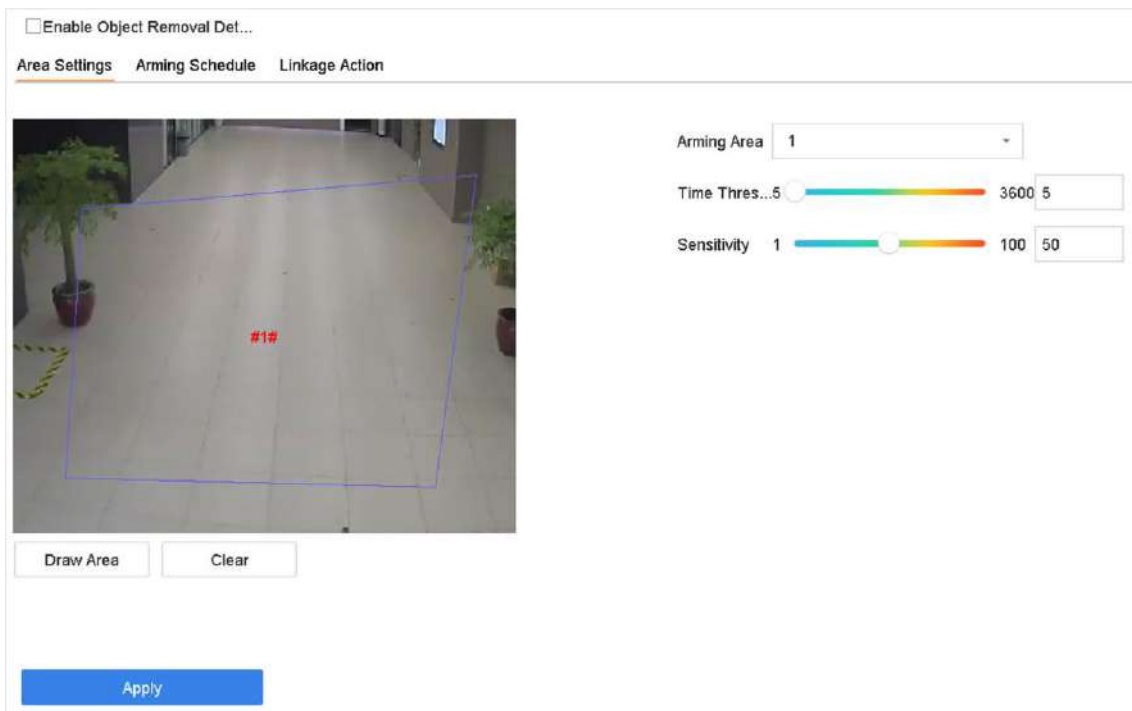 Enable Object Removal Det...
Area Settings Arming Schedule Linkage Action
Arming Area 1
Time Thres...5 3600 5
Sensitivity 1 100 50
#1#
Draw Area Clear
Apply